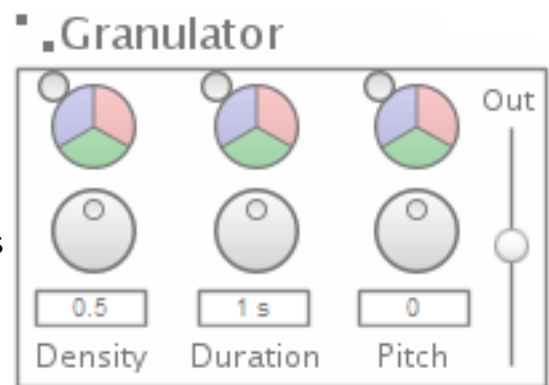 Granulator
Out
s
0.5 1 s 0
Density Duration Pitch